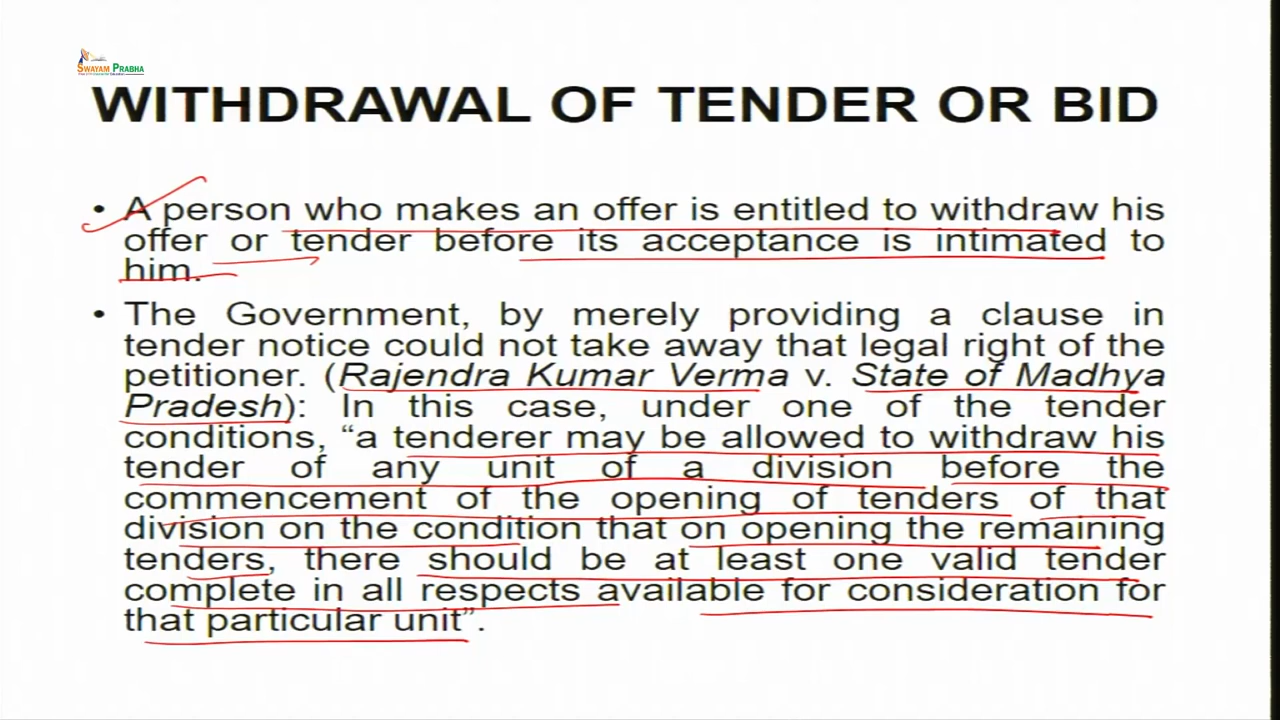 SWAYAM PRABHA
WITHDRAWAL OF TENDER OR BID
• A person who makes an offer is entitled to withdraw his
offer or tender before its acceptance is intimated to
him.
• The Government, by merely providing a clause in
tender notice could not take away that legal right of the
petitioner. (Rajendra Kumar Verma v. State of Madhya
Pradesh): In this case, under one of the tender
conditions, “a tenderer may be allowed to withdraw his
tender of any unit of a division before the
commencement of the opening of tenders of that
division on the condition that on opening the remaining
tenders, there should be at least one valid tender
complete in all respects available for consideration for
that particular unit”.